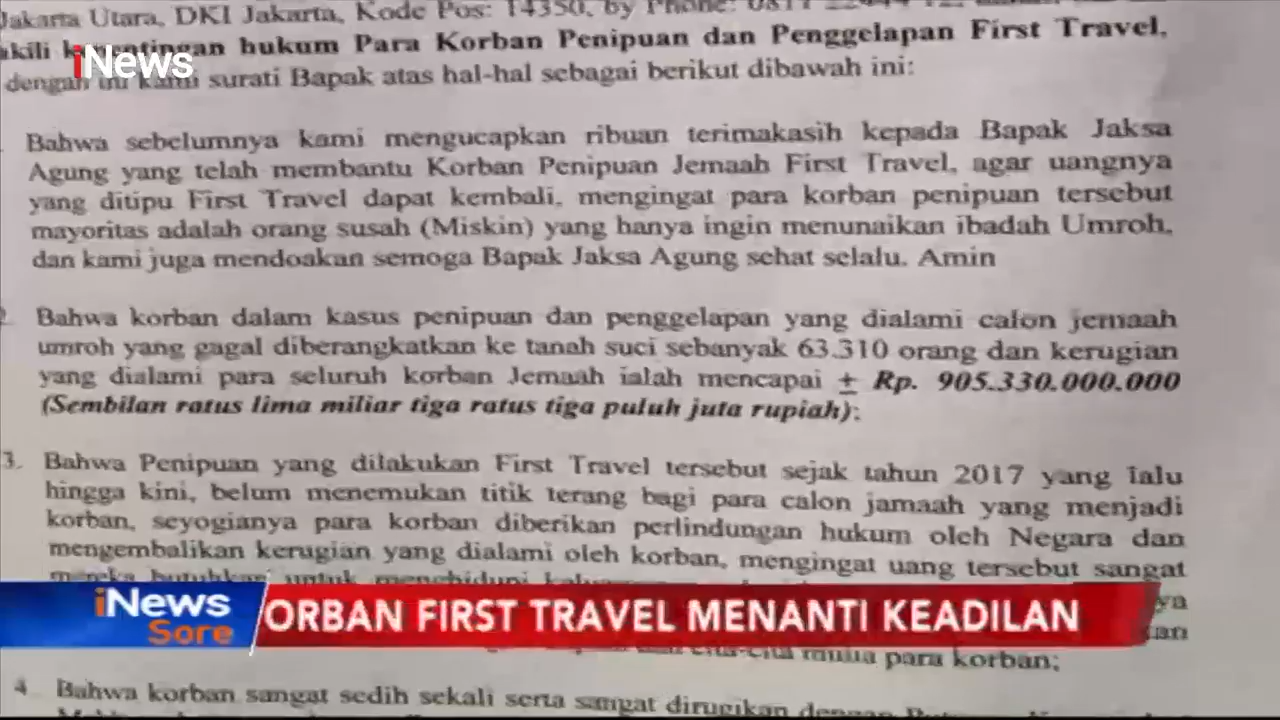 Jakarta Utara, DKI Jakarta, Kode Pos: 14350, by Phone: 0811
hukum Para Korban Penipuan dan Penggelapan First Travel,
iNews
dengan ini kami surati Bapak atas hal-hal sebagai berikut dibawah ini:
Bahwa sebelumnya kami mengucapkan ribuan terimakasih kepada Bapak Jaksa
Agung yang telah membantu Korban Penipuan Jemaah First Travel, agar uangnya
yang ditipu First Travel dapat kembali, mengingat para korban penipuan tersebut
mayoritas adalah orang susah (Miskin) yang hanya ingin menunaikan ibadah Umroh,
dan kami juga mendoakan semoga Bapak Jaksa Agung sehat selalu. Amin
2. Bahwa korban dalam kasus penipuan dan penggelapan yang dialami calon jemaah
umroh yang gagal diberangkatkan ke tanah suci sebanyak 63.310 orang dan kerugian
yang dialami para seluruh korban Jemaah ialah mencapai ± Rp. 905.330.000.000
(Sembilan ratus lima miliar tiga ratus tiga puluh juta rupiah);
3. Bahwa Penipuan yang dilakukan First Travel tersebut sejak tahun 2017 yang lalu
hingga kini, belum menemukan titik terang bagi para calon jamaah yang menjadi
korban, seyogianya para korban diberikan perlindungan hukum oleh Negara dan
mengembalikan kerugian yang dialami oleh korban, mengingat uang tersebut sangat
mereka butuhkan untuk menghidupi
iNews
Sore
ORBAN FIRST TRAVEL MENANTI KEADILAN
cita-cita mulia para korban;
4. Bahwa korban sangat sedih sekali serta sangat dirugikan dengan